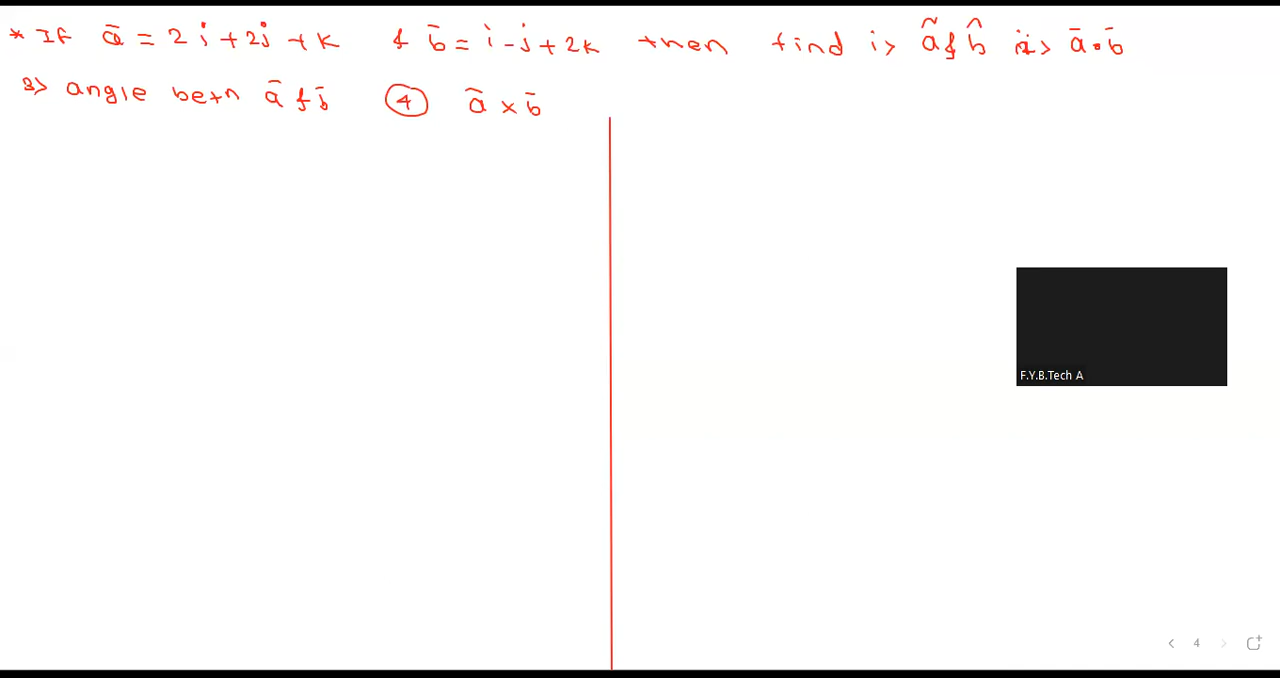 * If ā = 2i + 2j + k & b̄ = i - j + 2k then find i> ã & b̂ ii> ā • b̄
3> angle betn ā & b̄ ④ ā × b̄
F.Y.B.Tech A
< 4 >